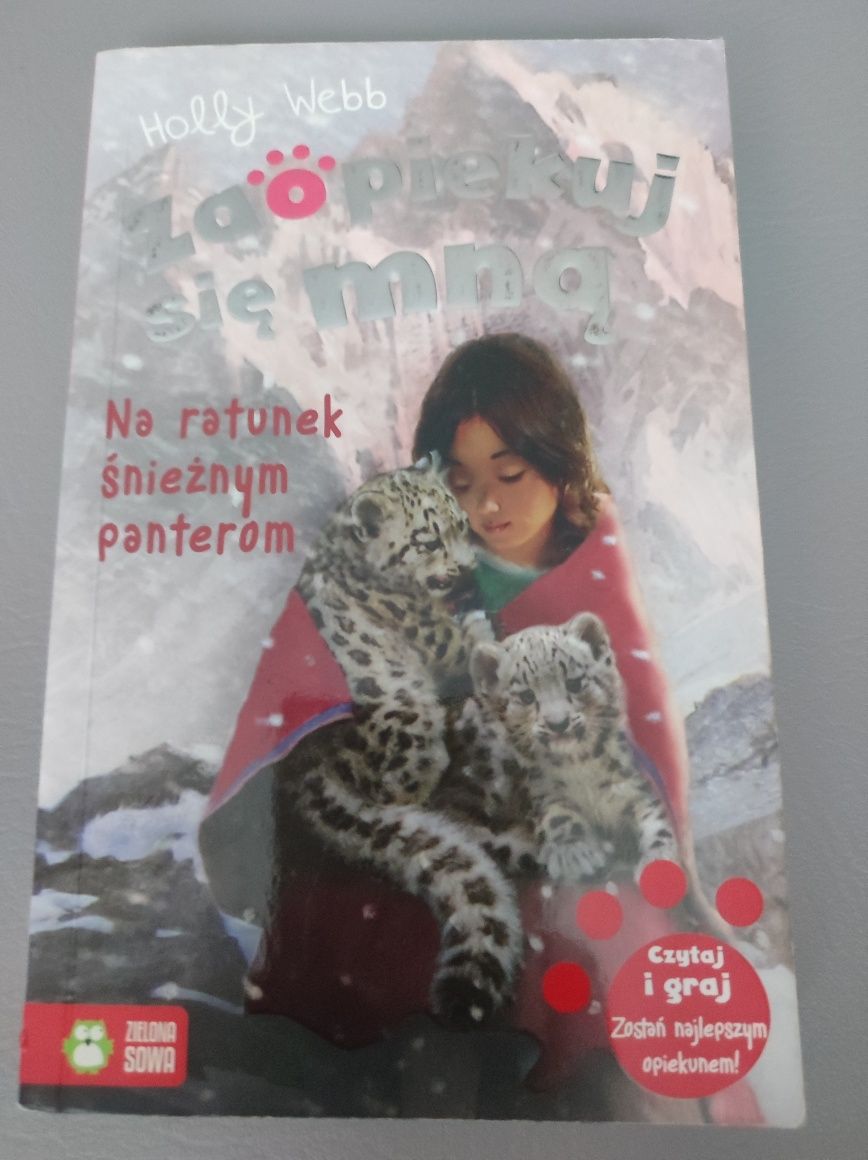 Holly Webb
Zaopiekuj
się mną
Na ratunek
śnieżnym
panterom
Czytaj
i graj
Zostań najlepszym
opiekunem!
ZIELONA
SOWA